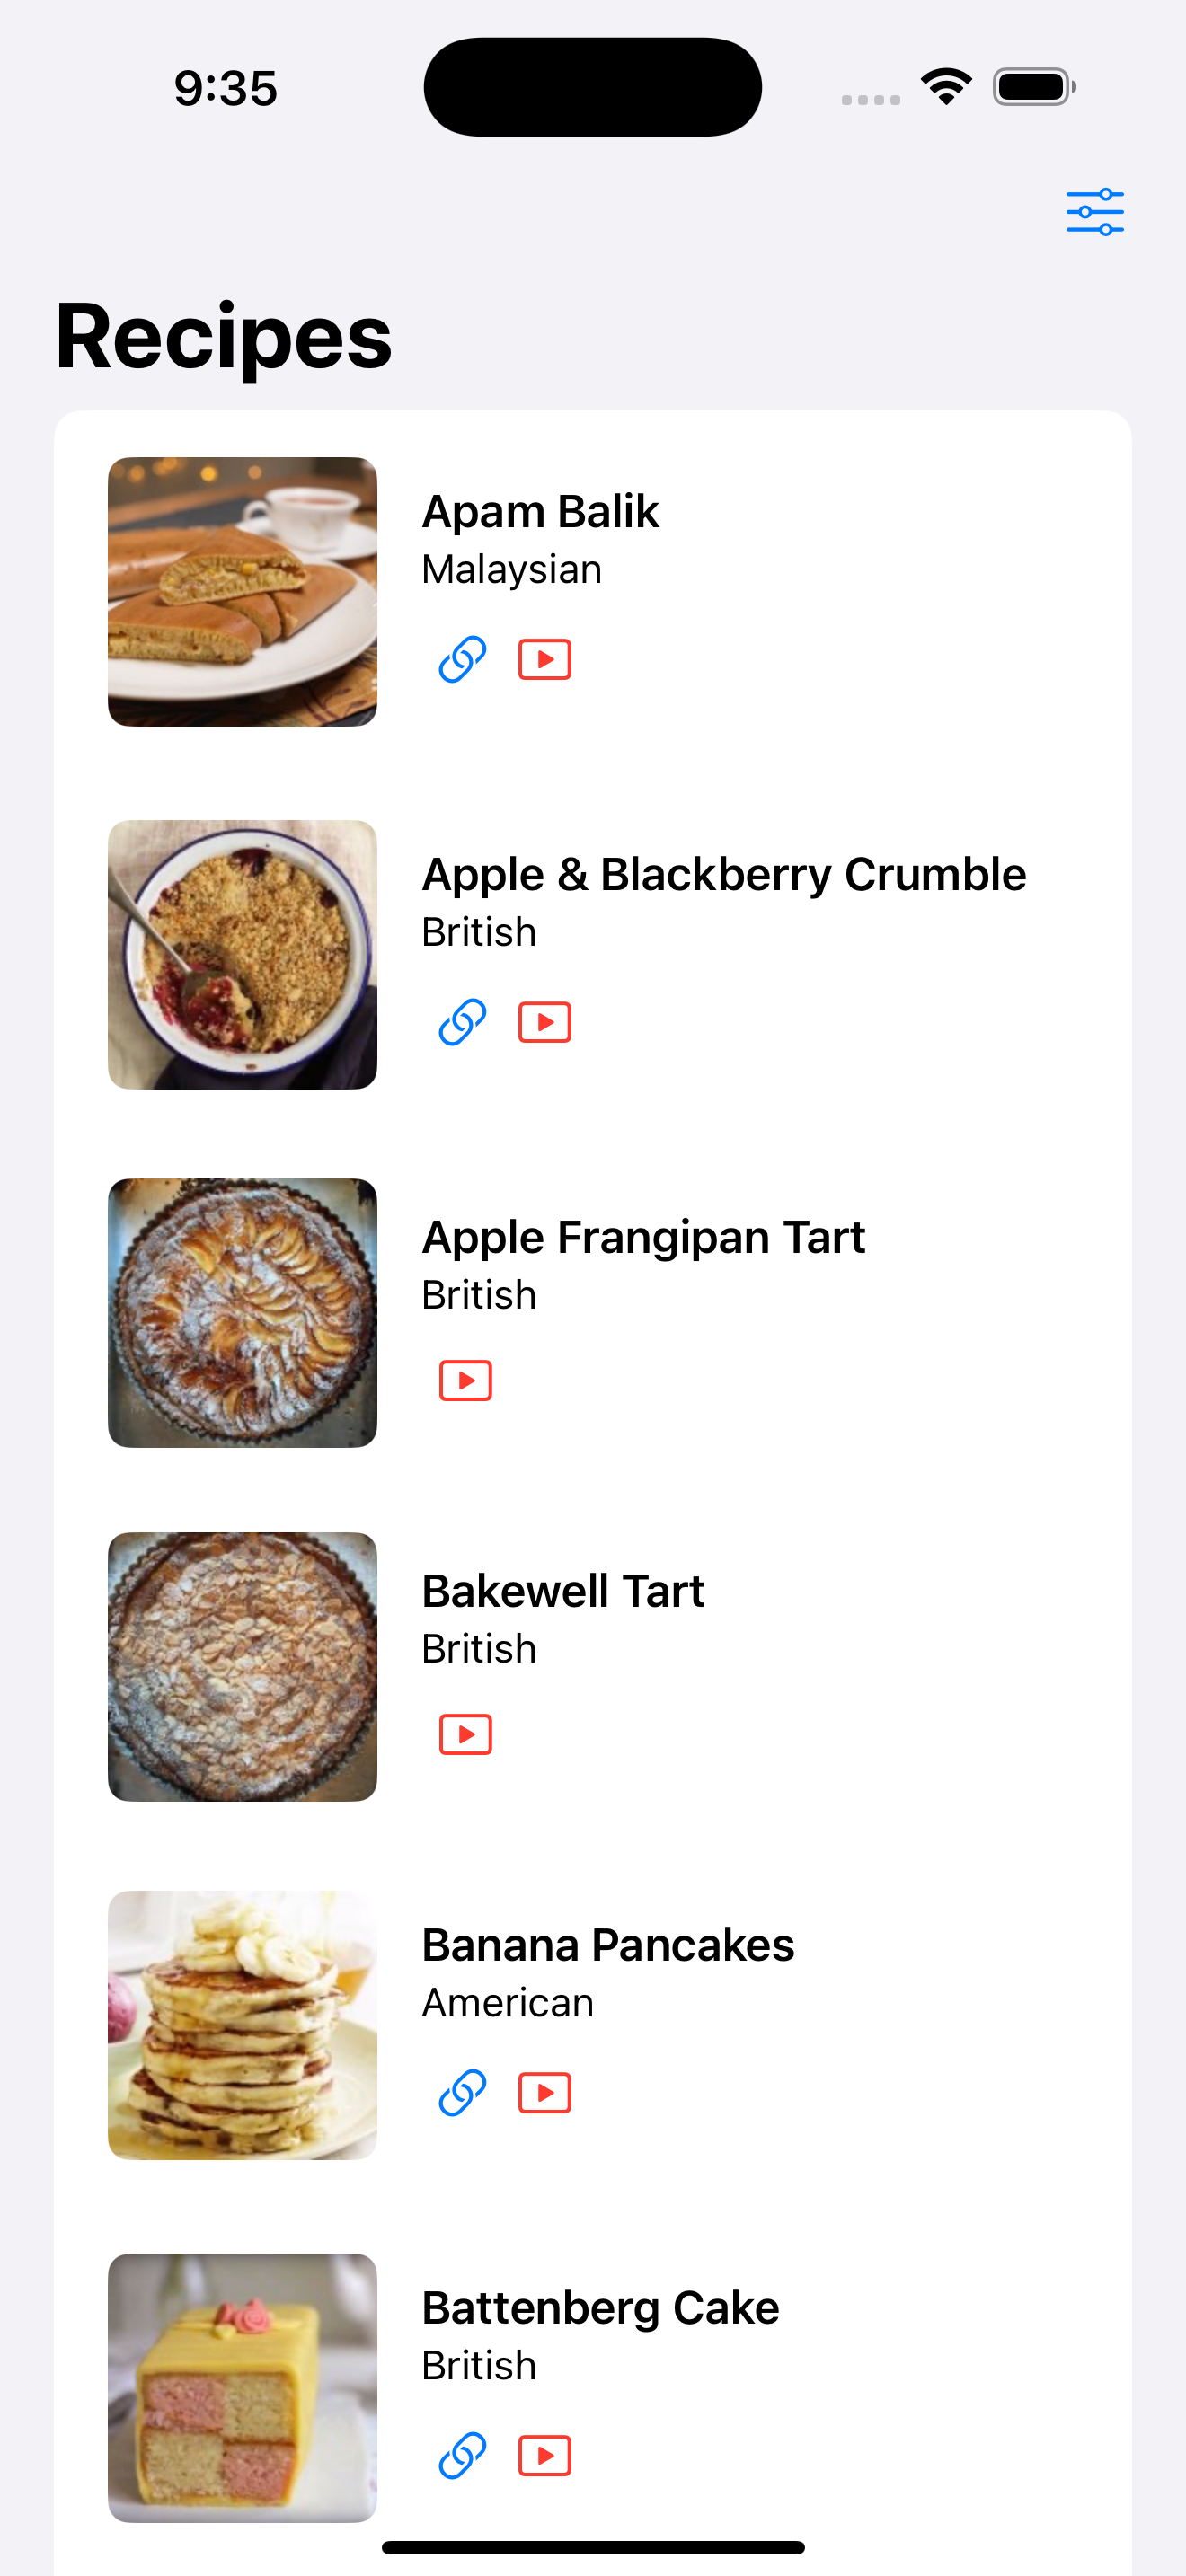 9:35
Recipes
Apam Balik
Malaysian
Apple & Blackberry Crumble
British
Apple Frangipan Tart
British
Bakewell Tart
British
Banana Pancakes
American
Battenberg Cake
British